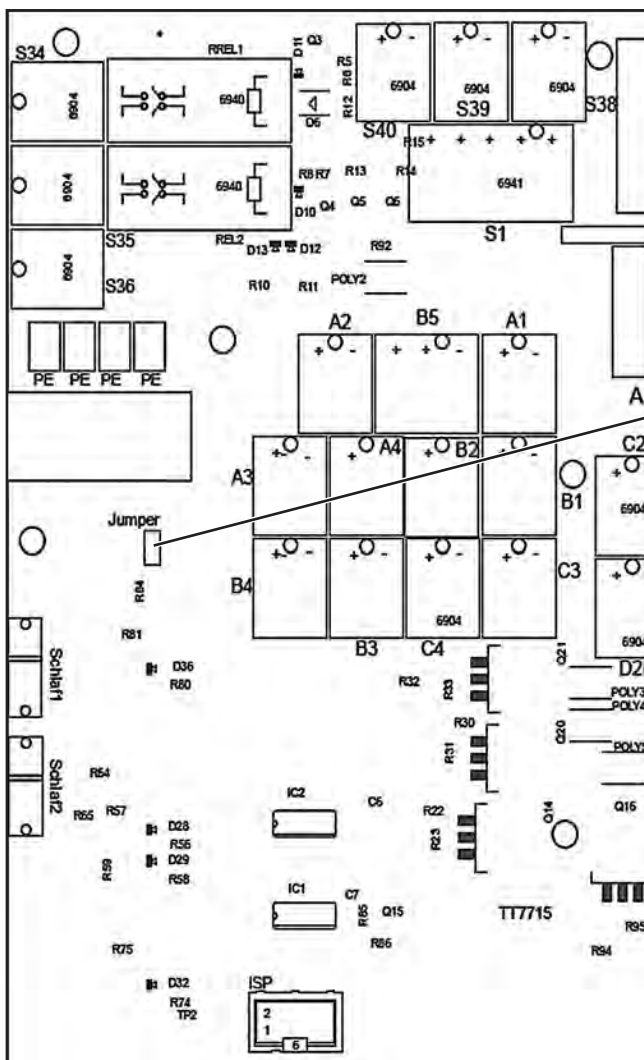 S34
RREL1
D11
Q3
R5
R6
R12
+ -
+ -
+ -
6904
6904
6904
6904
6940
D6
S39
S38
S40
R15
+ + + + +
R8 R7
R13
R14
6904
6940
6941
D10
Q4
Q5
Q6
S35
REL2
S1
D13
D12
R92
6904
S36
R10
R11
POLY2
A2
B5
A1
+ -
+ + -
+ -
PE PE PE PE
A
A3
A4
B2
C2
+ -
+ -
+ -
+ -
+
B1
6904
Jumper
R84
B4
+ -
+ -
+ -
+ -
C3
+
R81
6904
6904
Schlaf1
D36
R80
B3
C4
Q21
R32
R33
D2
POLY3
POLY4
R30
Q20
R31
Schlaf2
R64
R65
R57
IC2
C6
R22
Q14
Q16
D28
R56
R23
D29
R59
R58
IC1
C7
R85
Q15
TT7715
R95
R75
R86
R94
D32
ISP
R74
TP2
2
1
6